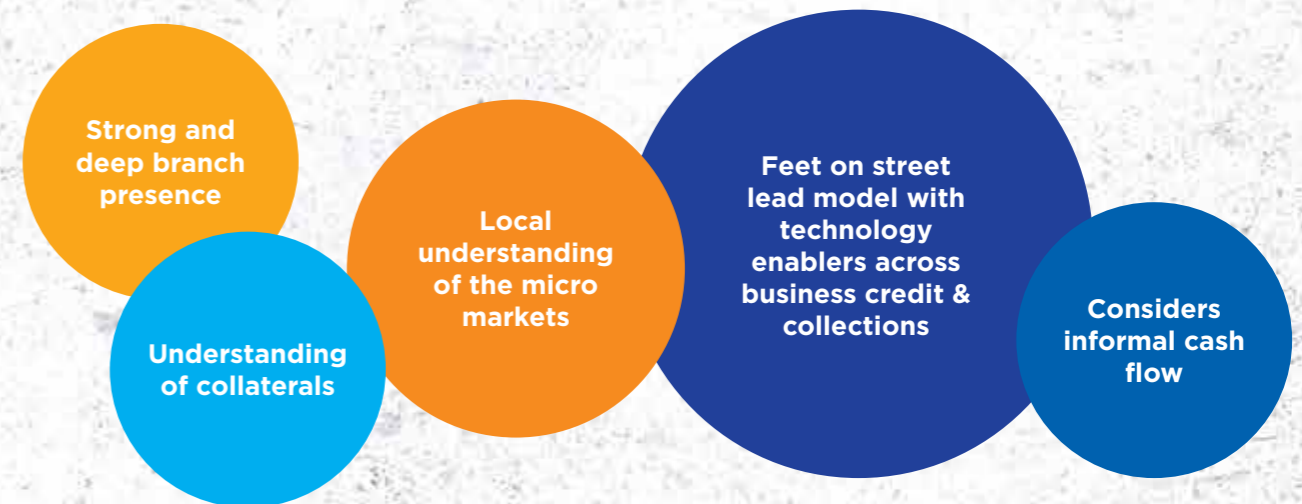 Strong and
deep branch
presence
Understanding
of collaterals
Local
understanding
of the micro
markets
Feet on street
lead model with
technology
enablers across
business credit &
collections
Considers
informal cash
flow